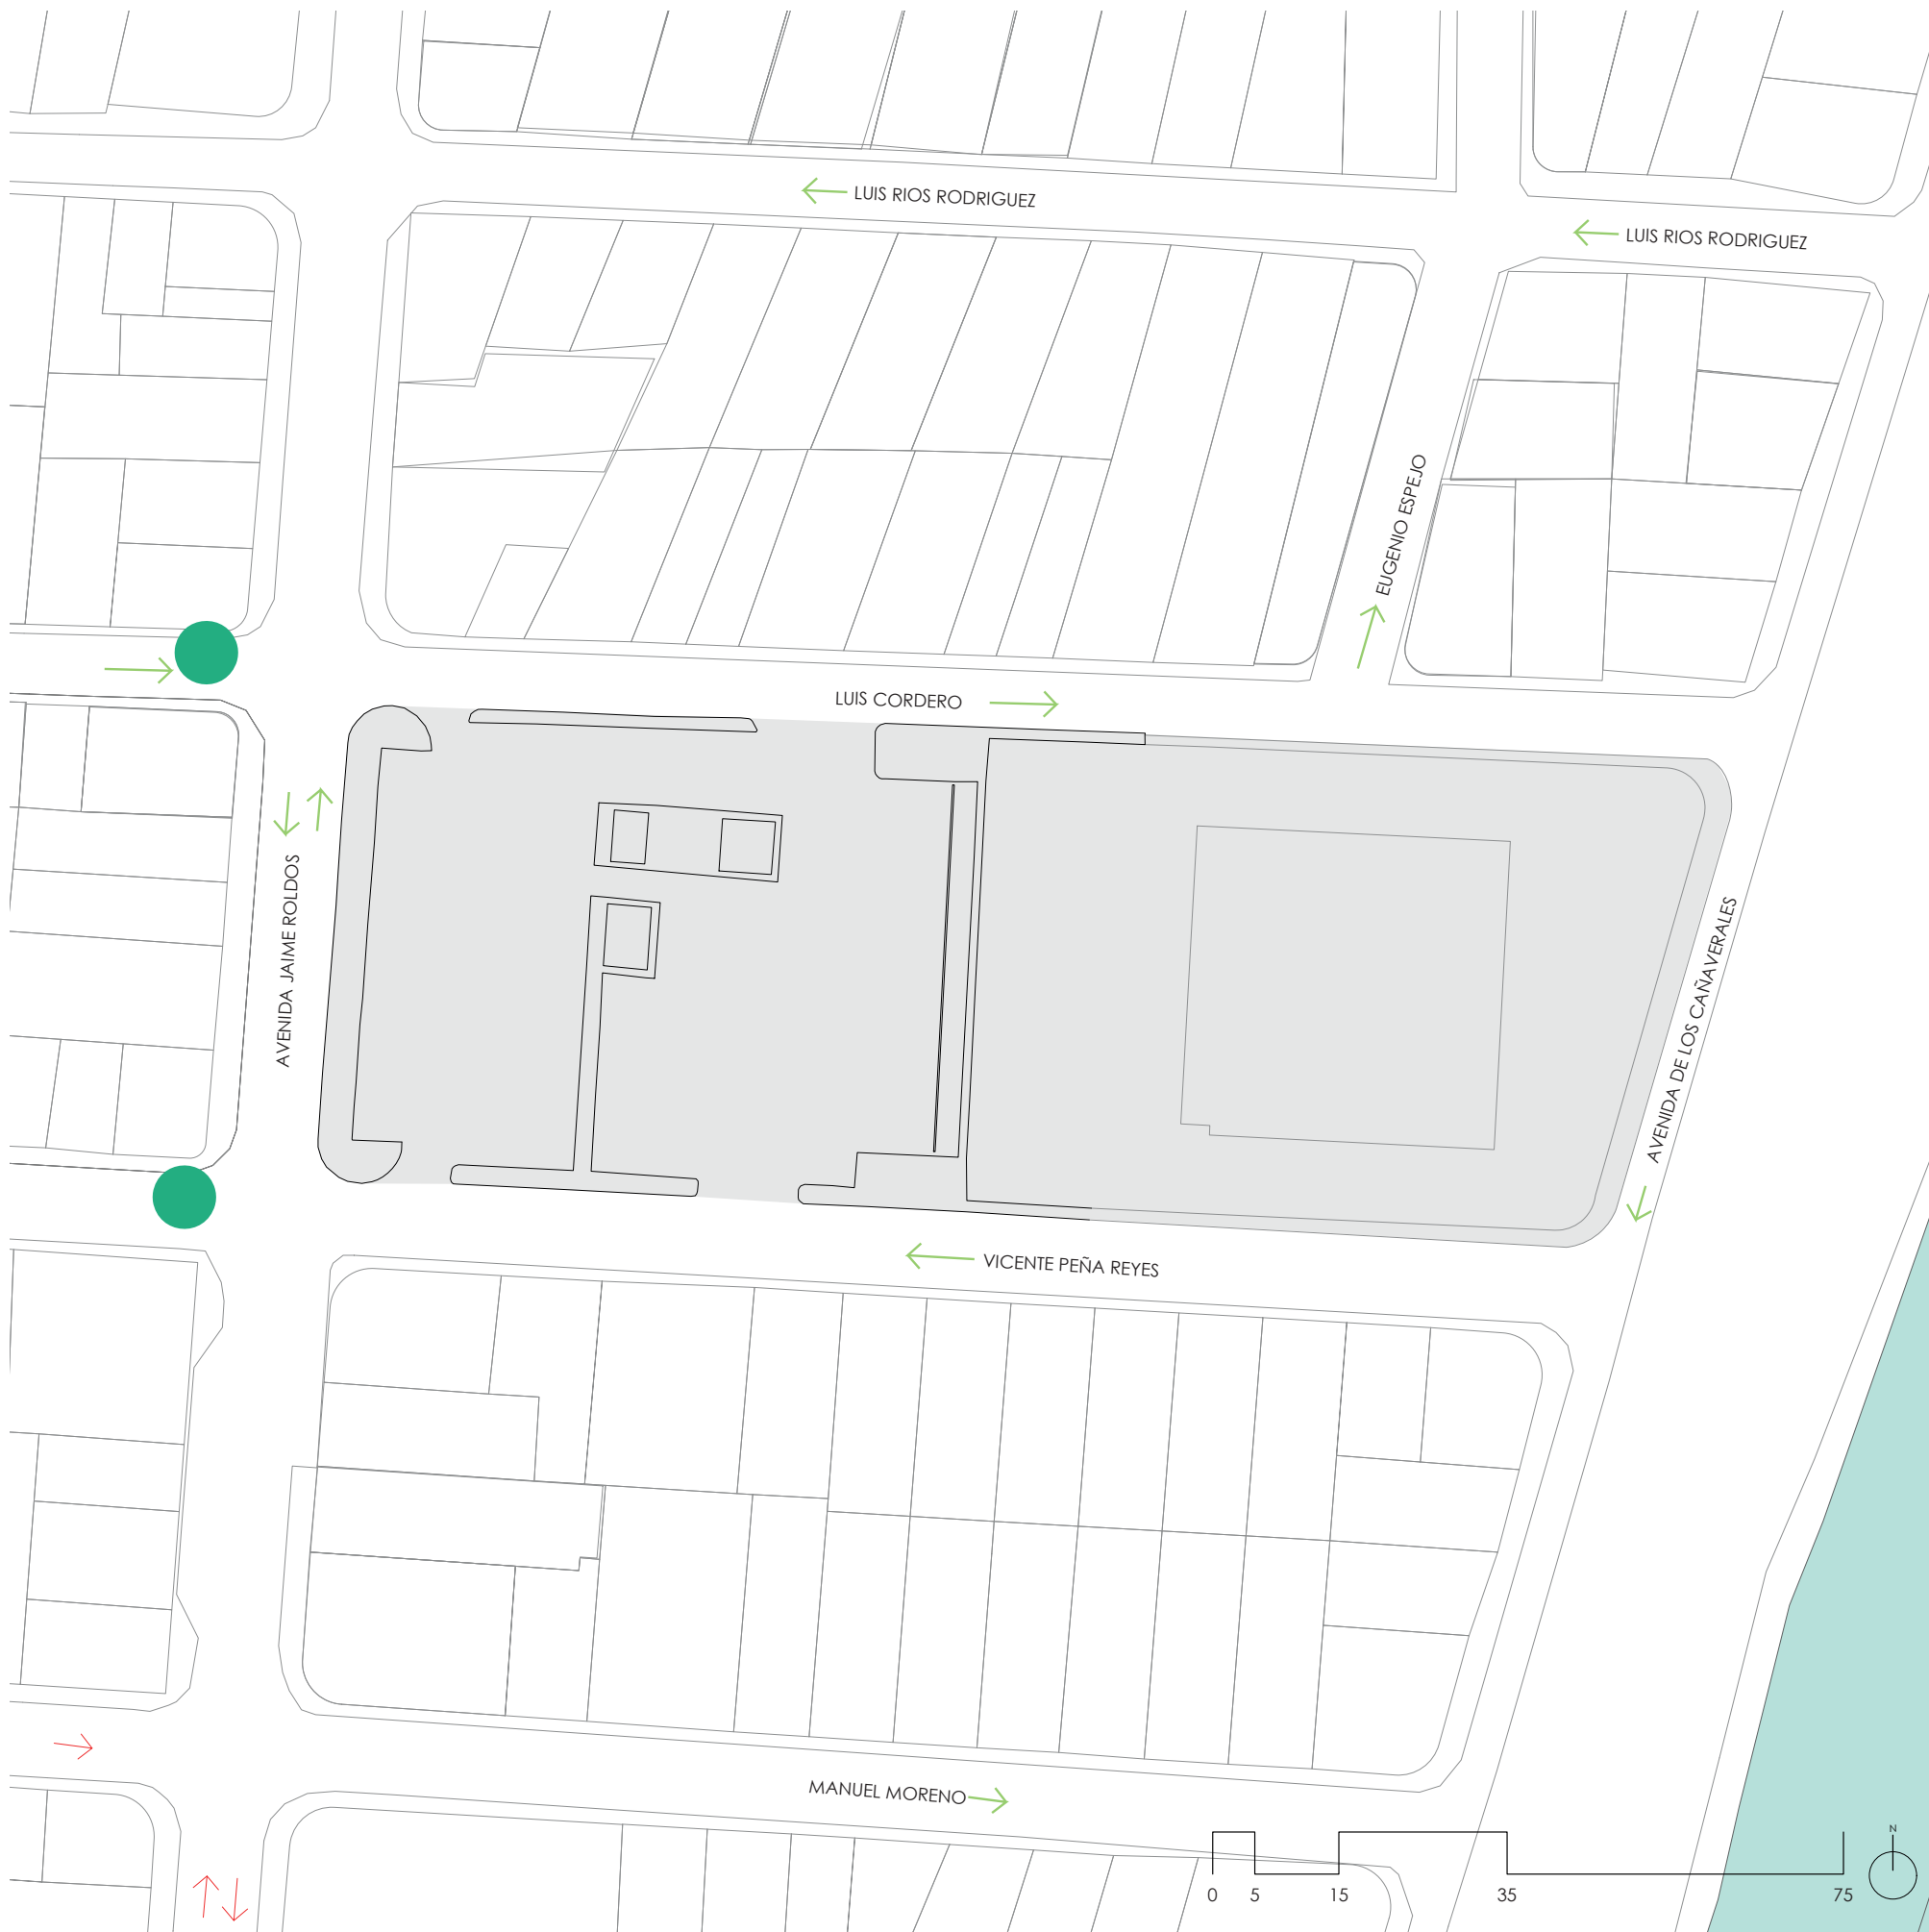 LUIS RIOS RODRIGUEZ
LUIS RIOS RODRIGUEZ
EUGENIO ESPEJO
LUIS CORDERO
AVENIDA JAIME ROLDOS
AVENIDA DE LOS CAÑAVERALES
VICENTE PEÑA REYES
MANUEL MORENO
N
0 5 15 35 75